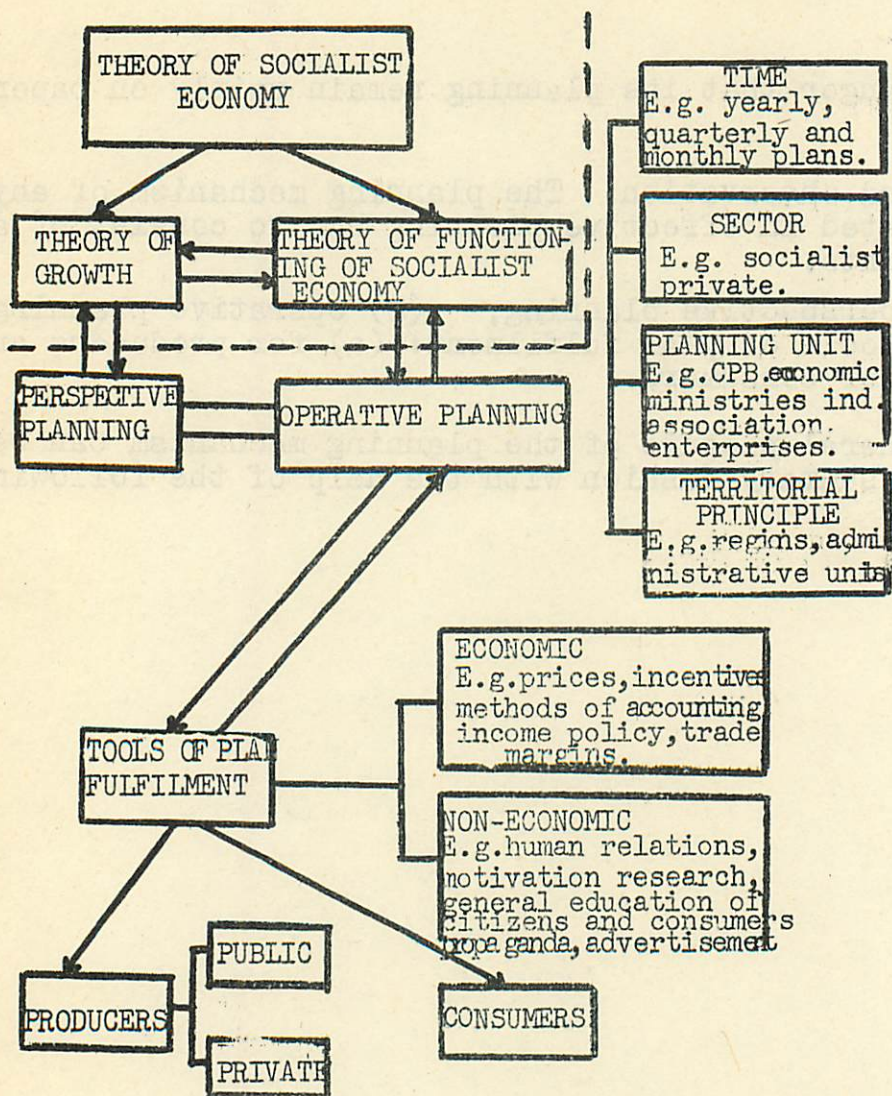 THEORY OF SOCIALIST
ECONOMY
THEORY OF
GROWTH
THEORY OF FUNCTION-
ING OF SOCIALIST
ECONOMY
PERSPECTIVE
PLANNING
OPERATIVE PLANNING
TIME
E.g. yearly,
quarterly and
monthly plans.
SECTOR
E.g. socialist
private.
PLANNING UNIT
E.g.CPB.economic
ministries ind.
association.
enterprises.
TERRITORIAL
PRINCIPLE
E.g.regions,admi
nistrative units
TOOLS OF PLAN
FULFILMENT
ECONOMIC
E.g.prices,incentives
methods of accounting
income policy,trade
margins.
NON-ECONOMIC
E.g.human relations,
motivation research,
general education of
citizens and consumers
propaganda,advertisement
PRODUCERS
PUBLIC
PRIVATE
CONSUMERS